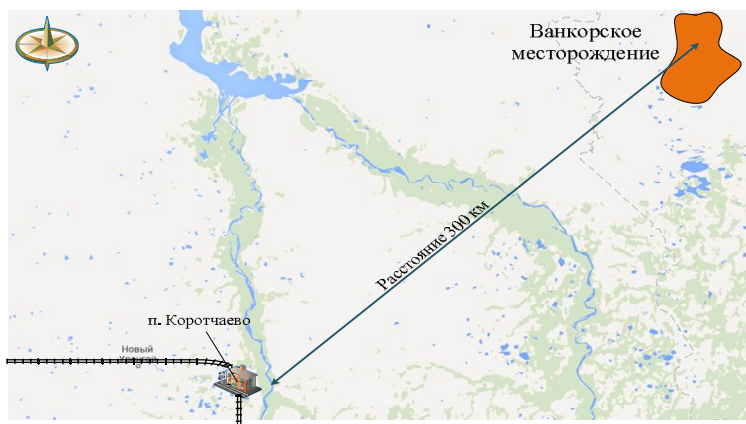 Ванкорское
месторождение
Расстояние 300 км
п. Коротчаево
Новый